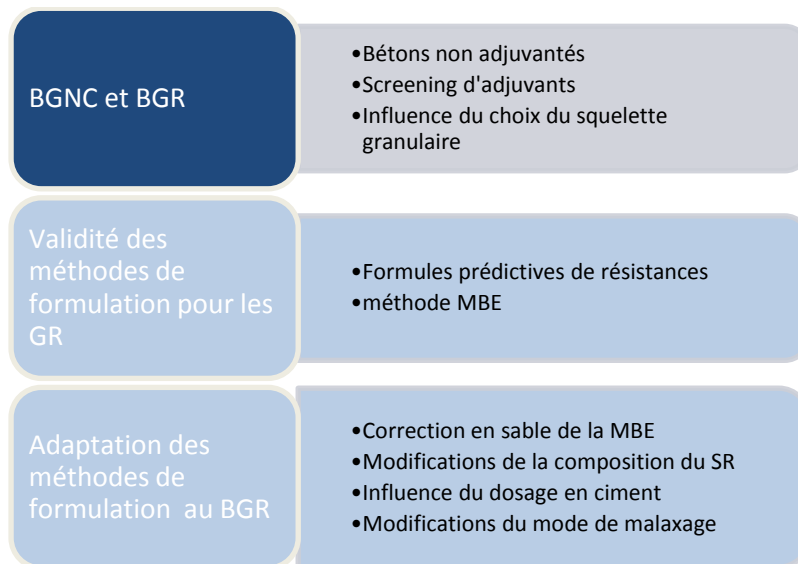 BGNC et BGR
•Bétons non adjuvantés
•Screening d'adjuvants
•Influence du choix du squelette
granulaire
Validité des
méthodes de
formulation pour les
GR
•Formules prédictives de résistances
•méthode MBE
Adaptation des
méthodes de
formulation au BGR
•Correction en sable de la MBE
•Modifications de la composition du SR
•Influence du dosage en ciment
•Modifications du mode de malaxage